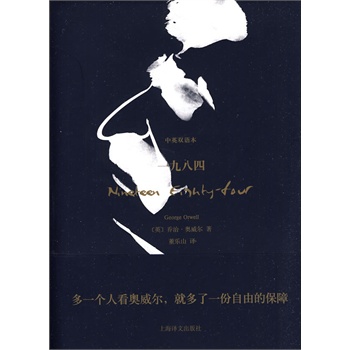 中英双语本
一九八四
Nineteen Eighty-four
George Orwell
〔英〕乔治·奥威尔 著
董乐山 译
多一个人看奥威尔，就多了一份自由的保障
上海译文出版社